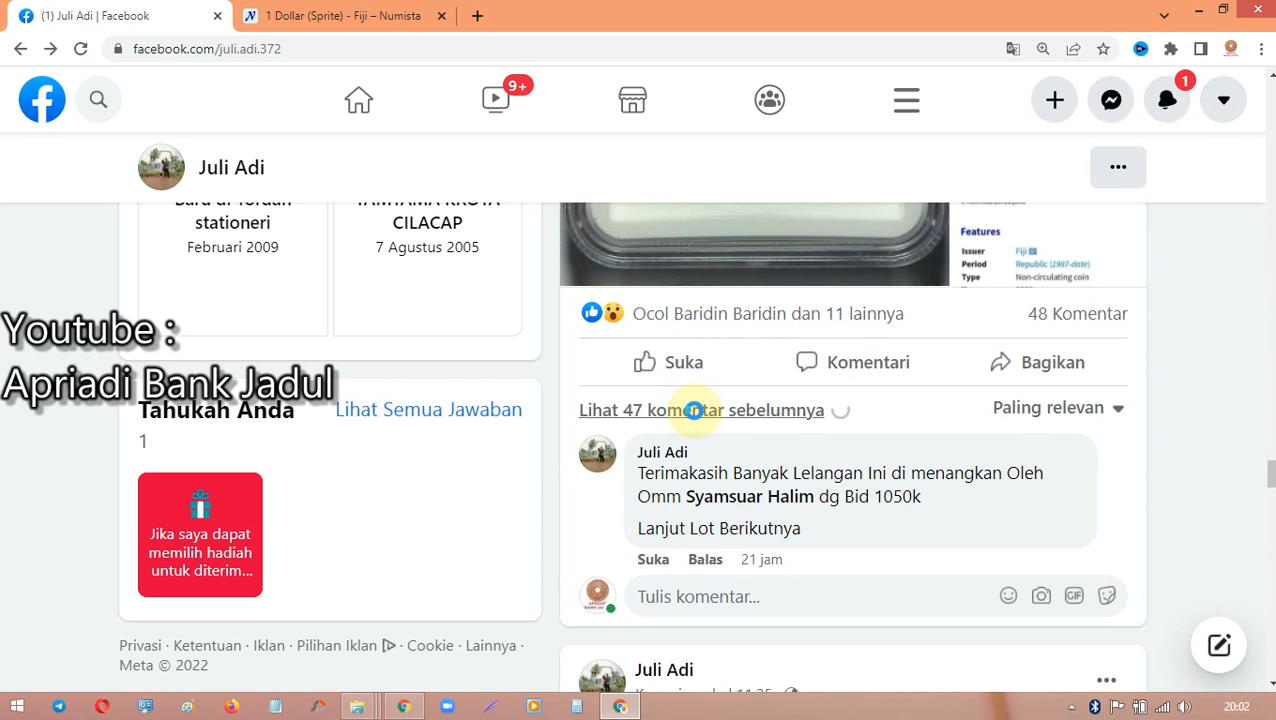 (1) Juli Adi | Facebook
1 Dollar (Sprite) - Fiji – Numista
facebook.com/juli.adi.372
9+
1
Juli Adi
stationeri
Februari 2009
CILACAP
7 Agustus 2005
Features
Issuer Fiji
Period Republic (1987-date)
Type Non-circulating coin
Ocol Baridin Baridin dan 11 lainnya
48 Komentar
Suka
Komentari
Bagikan
Youtube :
Apriadi Bank Jadul
Tahukah Anda
Lihat Semua Jawaban
1
Lihat 47 komentar sebelumnya
Paling relevan
Juli Adi
Terimakasih Banyak Lelangan Ini di menangkan Oleh
Omm Syamsuar Halim dg Bid 1050k
Lanjut Lot Berikutnya
Suka Balas 21 jam
Jika saya dapat
memilih hadiah
untuk diterim...
Tulis komentar...
GIF
Privasi · Ketentuan · Iklan · Pilihan Iklan · Cookie · Lainnya ·
Meta © 2022
Juli Adi
20:02